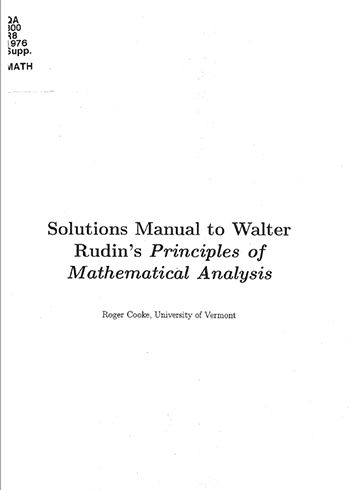 QA
300
R8
1976
Supp.
MATH
Solutions Manual to Walter
Rudin's Principles of
Mathematical Analysis
Roger Cooke, University of Vermont